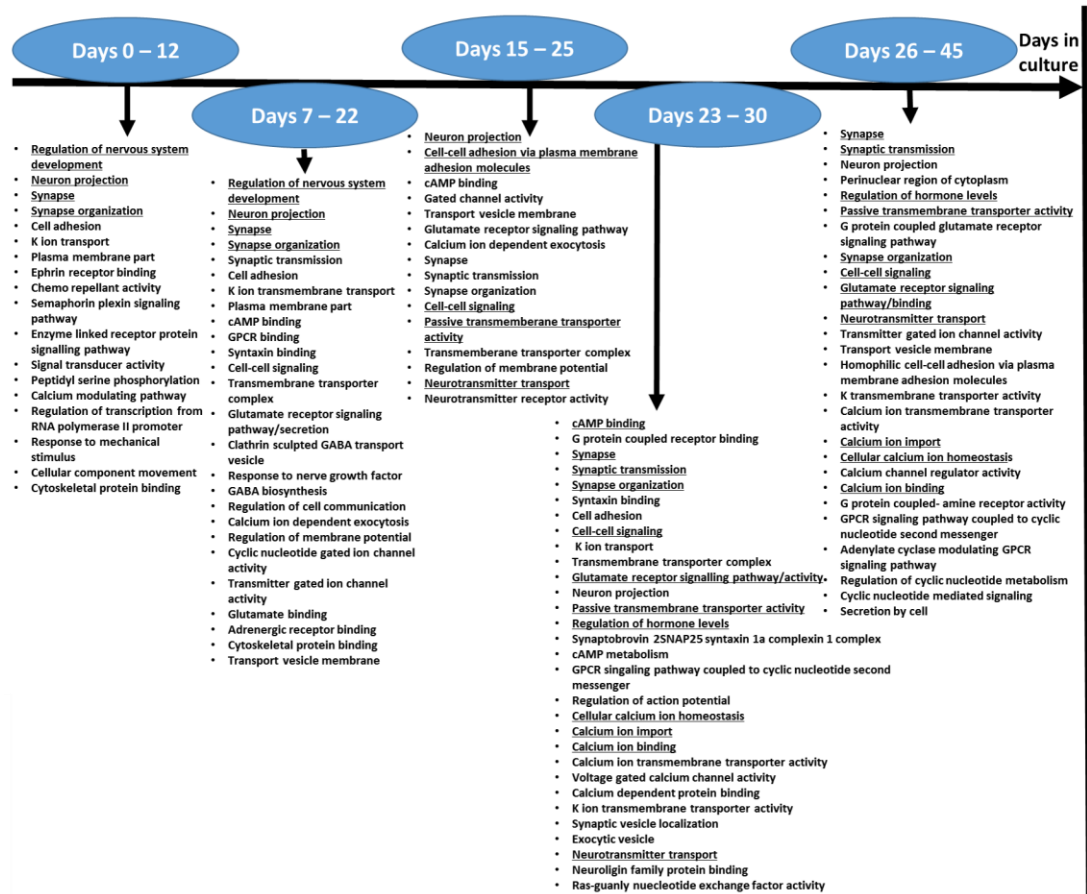 Days 0 – 12
Days 15 – 25
Days 26 – 45
Days in
culture
Days 7 – 22
Days 23 – 30
• Regulation of nervous system
development
• Neuron projection
• Synapse
• Synapse organization
• Cell adhesion
• K ion transport
• Plasma membrane part
• Ephrin receptor binding
• Chemo repellant activity
• Semaphorin plexin signaling
pathway
• Enzyme linked receptor protein
signalling pathway
• Signal transducer activity
• Peptidyl serine phosphorylation
• Calcium modulating pathway
• Regulation of transcription from
RNA polymerase II promoter
• Response to mechanical
stimulus
• Cellular component movement
• Cytoskeletal protein binding
• Regulation of nervous system
development
• Neuron projection
• Synapse
• Synapse organization
• Synaptic transmission
• Cell adhesion
• K ion transmembrane transport
• Plasma membrane part
• cAMP binding
• GPCR binding
• Syntaxin binding
• Cell-cell signaling
• Transmembrane transporter
complex
• Glutamate receptor signaling
pathway/secretion
• Clathrin sculpted GABA transport
vesicle
• Response to nerve growth factor
• GABA biosynthesis
• Regulation of cell communication
• Calcium ion dependent exocytosis
• Regulation of membrane potential
• Cyclic nucleotide gated ion channel
activity
• Transmitter gated ion channel
activity
• Glutamate binding
• Adrenergic receptor binding
• Cytoskeletal protein binding
• Transport vesicle membrane
• Neuron projection
• Cell-cell adhesion via plasma membrane
adhesion molecules
• cAMP binding
• Gated channel activity
• Transport vesicle membrane
• Glutamate receptor signaling pathway
• Calcium ion dependent exocytosis
• Synapse
• Synaptic transmission
• Synapse organization
• Cell-cell signaling
• Passive transmemberane transporter
activity
• Transmemberane transporter complex
• Regulation of membrane potential
• Neurotransmitter transport
• Neurotransmitter receptor activity
• cAMP binding
• G protein coupled receptor binding
• Synapse
• Synaptic transmission
• Synapse organization
• Syntaxin binding
• Cell adhesion
• Cell-cell signaling
• K ion transport
• Transmembrane transporter complex
• Glutamate receptor signalling pathway/activity
• Neuron projection
• Passive transmembrane transporter activity
• Regulation of hormone levels
• Synaptobrovin 2SNAP25 syntaxin 1a complexin 1 complex
• cAMP metabolism
• GPCR singaling pathway coupled to cyclic nucleotide second
messenger
• Regulation of action potential
• Cellular calcium ion homeostasis
• Calcium ion import
• Calcium ion binding
• Calcium ion transmembrane transporter activity
• Voltage gated calcium channel activity
• Calcium dependent protein binding
• K ion transmembrane transporter activity
• Synaptic vesicle localization
• Exocytic vesicle
• Neurotransmitter transport
• Neuroligin family protein binding
• Ras-guanly nuecleotide exchange factor activity
• Synapse
• Synaptic transmission
• Neuron projection
• Perinuclear region of cytoplasm
• Regulation of hormone levels
• Passive transmembrane transporter activity
• G protein coupled glutamate receptor
signaling pathway
• Synapse organization
• Cell-cell signaling
• Glutamate receptor signaling
pathway/binding
• Neurotransmitter transport
• Transmitter gated ion channel activity
• Transport vesicle membrane
• Homophilic cell-cell adhesion via plasma
membrane adhesion molecules
• K transmembrane transporter activity
• Calcium ion transmembrane transporter
activity
• Calcium ion import
• Cellular calcium ion homeostasis
• Calcium channel regulator activity
• Calcium ion binding
• G protein coupled- amine receptor activity
• GPCR signaling pathway coupled to cyclic
nucleotide second messenger
• Adenylate cyclase modulating GPCR
signaling pathway
• Regulation of cyclic nucleotide metabolism
• Cyclic nucleotide mediated signaling
• Secretion by cell